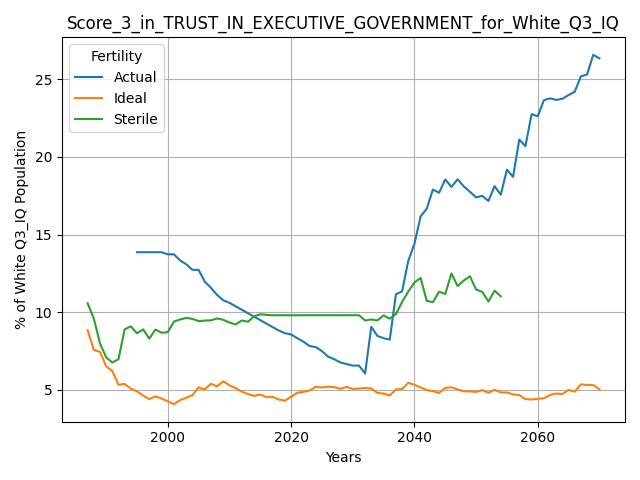 Score_3_in_TRUST_IN_EXECUTIVE_GOVERNMENT_for_White_Q3_IQ
Fertility
Actual
Ideal
Sterile
% of White Q3_IQ Population
25
20
15
10
5
2000
2020
2040
2060
Years